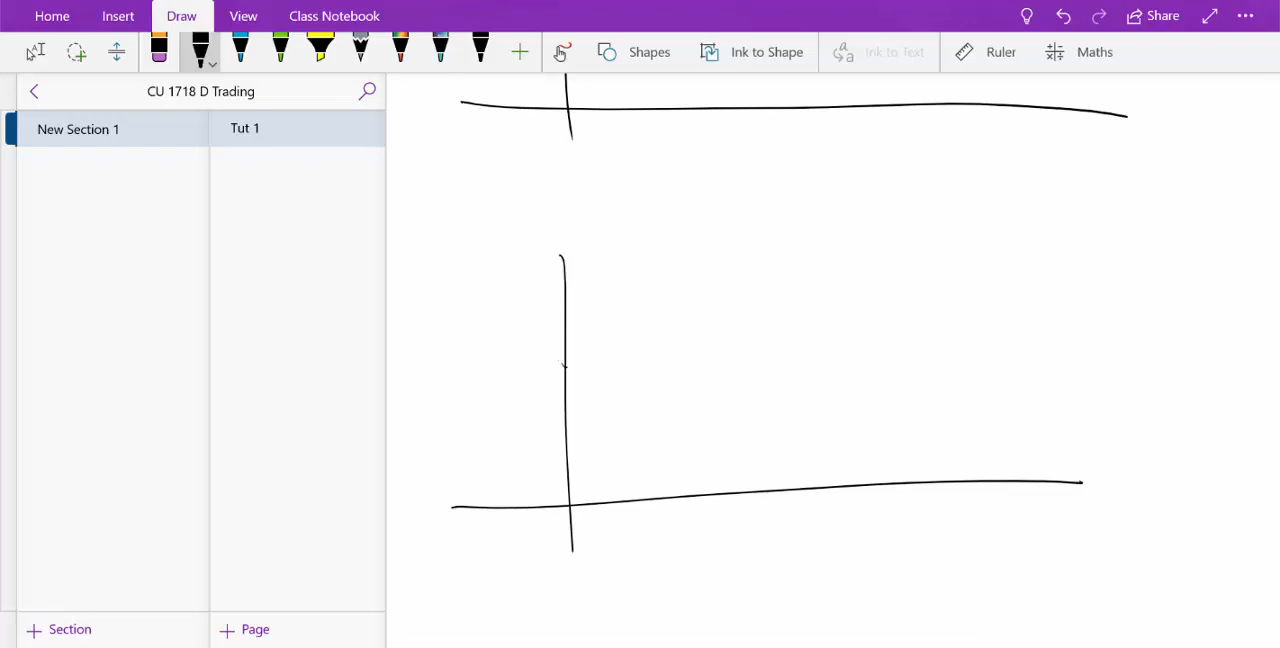 Home Insert Draw View Class Notebook Share
Shapes Ink to Shape Ink to Text Ruler Maths
CU 1718 D Trading
New Section 1 Tut 1
+ Section + Page